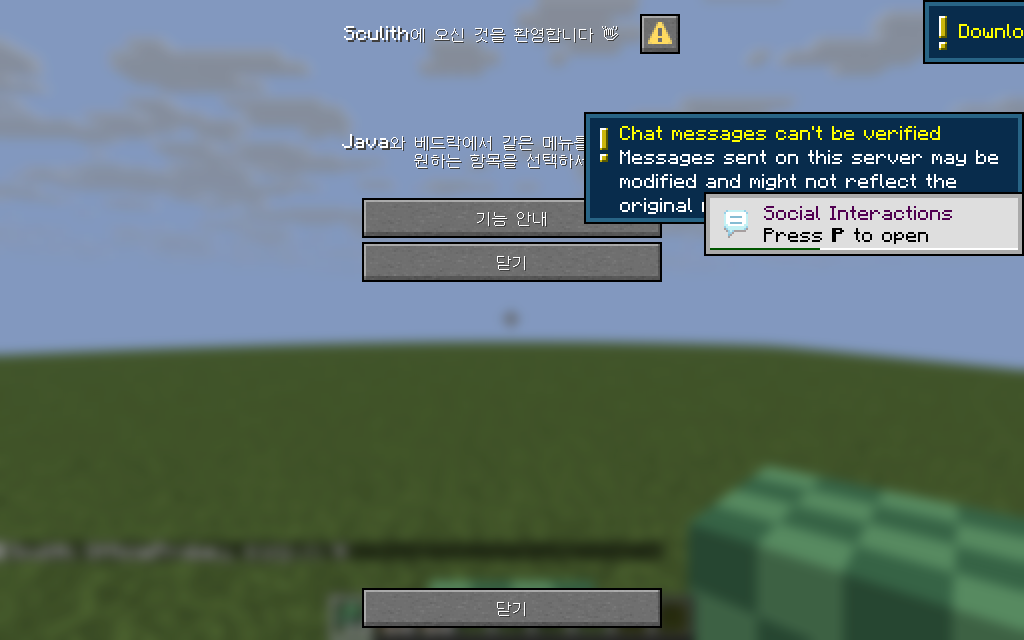 Sculith에 오신 것을 환영합니다 👋
Downlo
Java와 베드락에서 같은 메뉴를
원하는 항목을 선택하세
Chat messages can't be verified
Messages sent on this server may be
modified and might not reflect the
original
Social Interactions
Press P to open
기능 안내
닫기
닫기